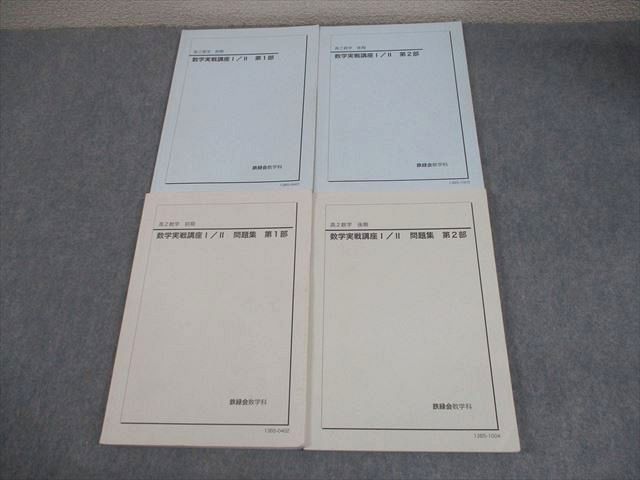 高2数学 前期
数学実戦講座Ⅰ/Ⅱ 第1部
鉄緑会数学科
高2数学 後期
数学実戦講座Ⅰ/Ⅱ 第2部
鉄緑会数学科
高2数学 前期
数学実戦講座Ⅰ/Ⅱ 問題集 第1部
鉄緑会数学科
13B5-0402
高2数学 後期
数学実戦講座Ⅰ/Ⅱ 問題集 第2部
鉄緑会数学科
13B5-1004